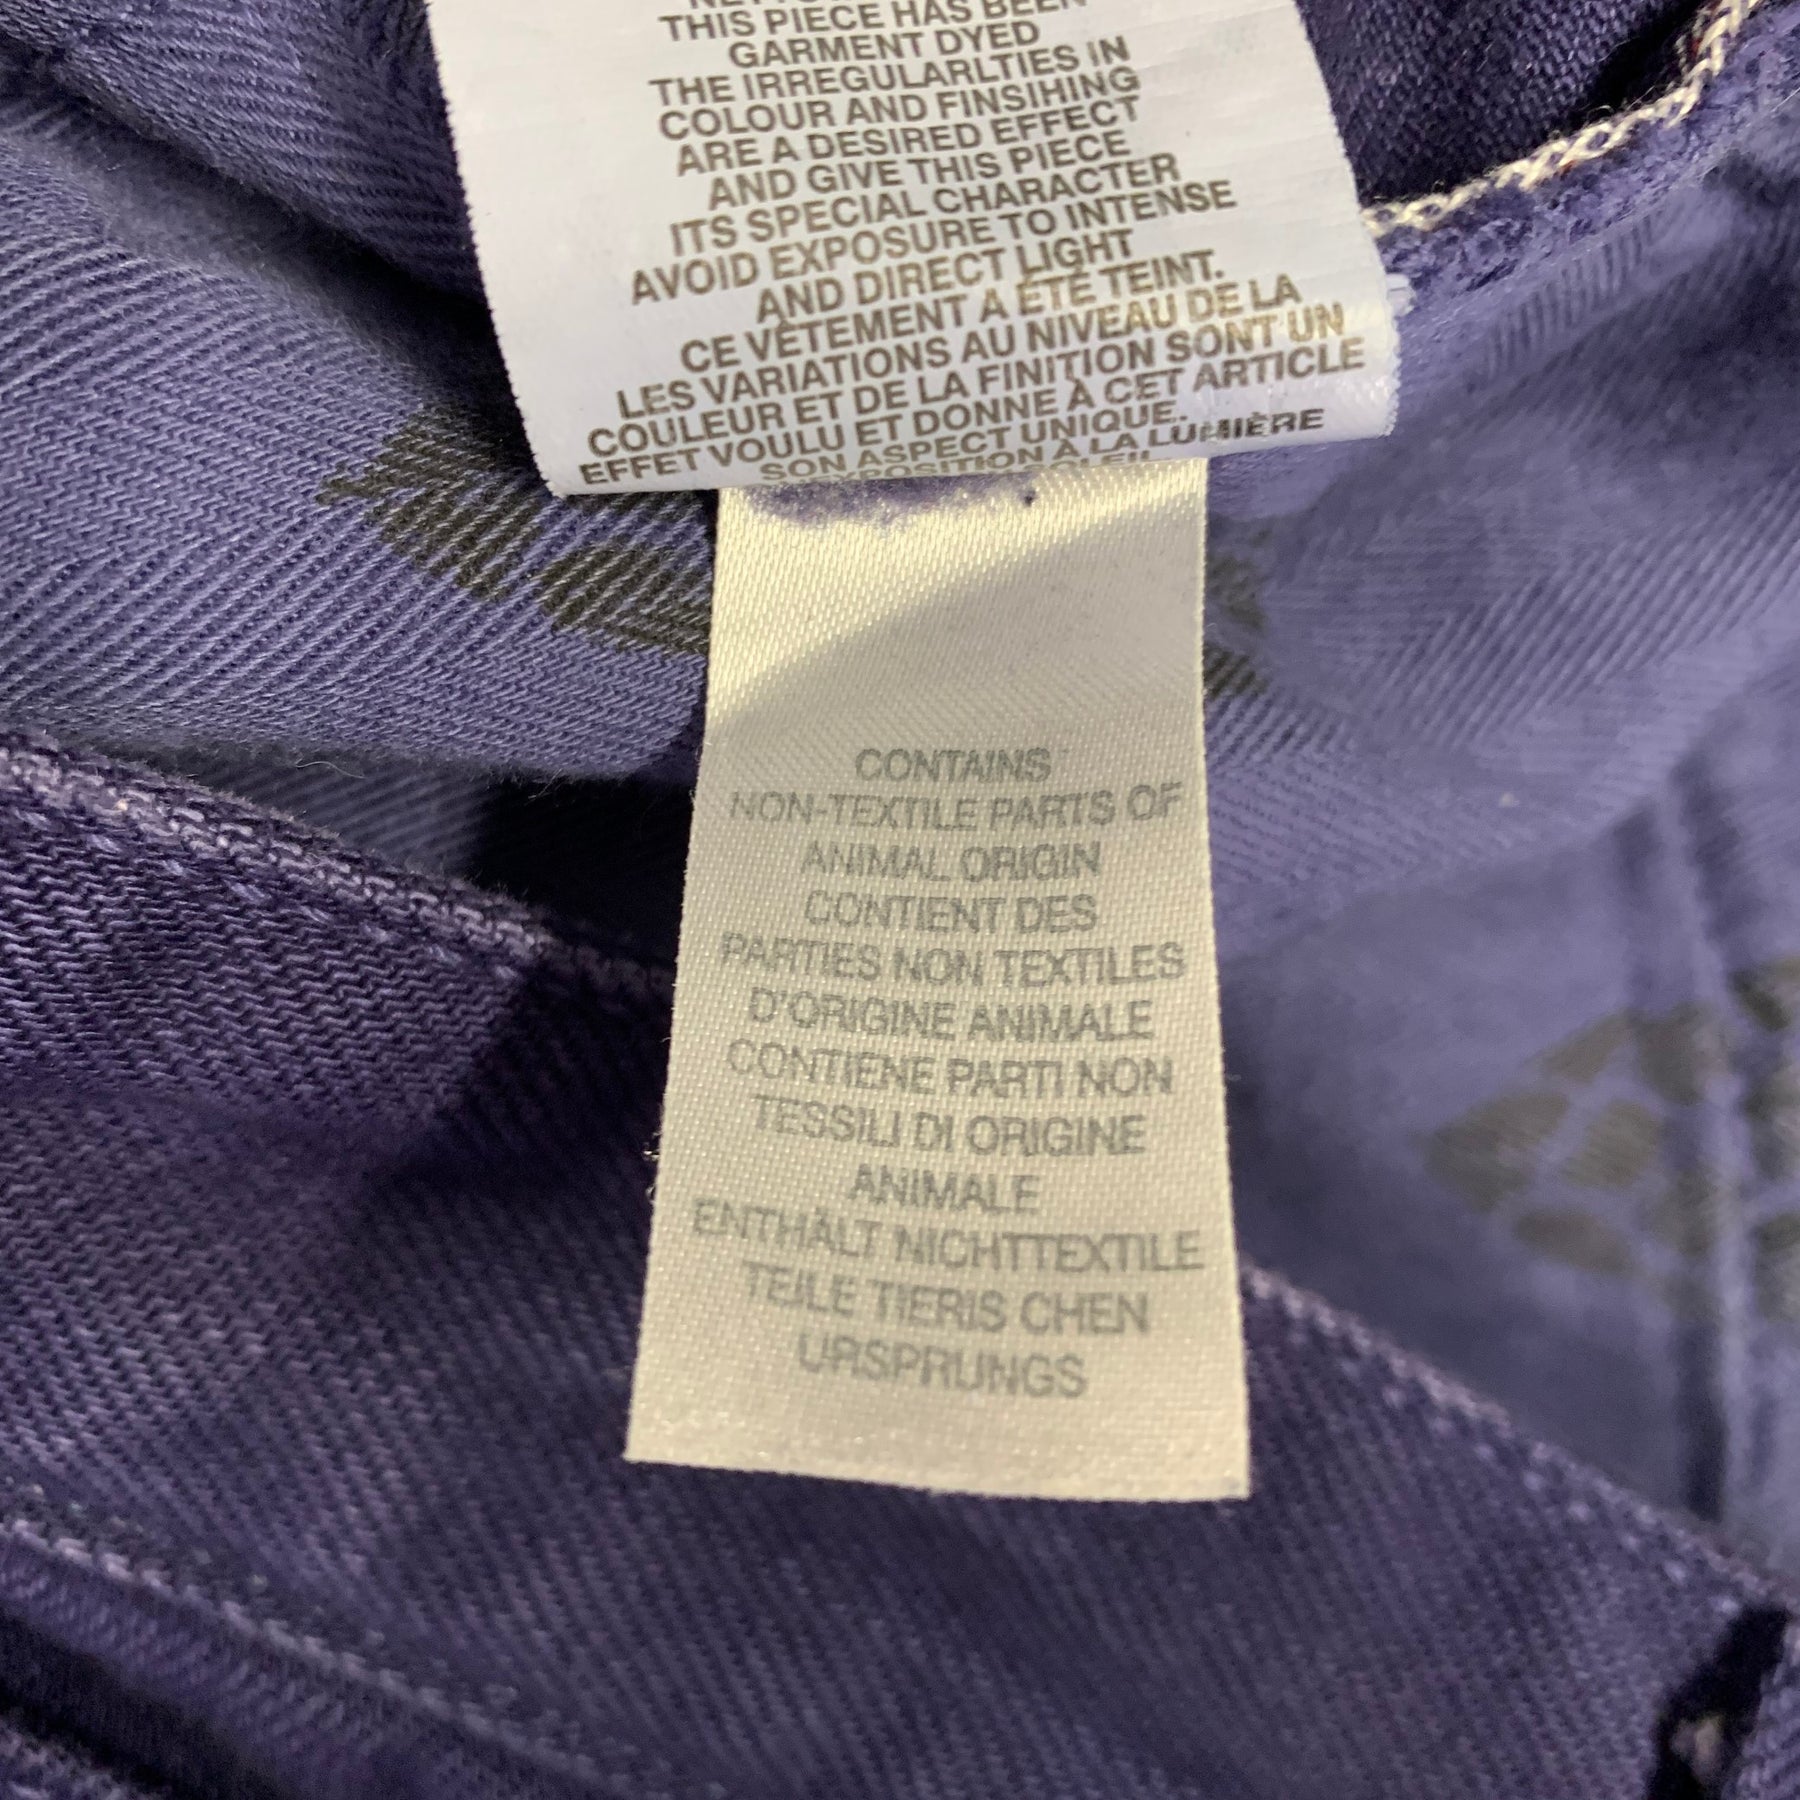 THIS PIECE HAS BEEN
GARMENT DYED
THE IRREGULARLTIES IN
COLOUR AND FINSIHING
ARE A DESIRED EFFECT
AND GIVE THIS PIECE
ITS SPECIAL CHARACTER
AVOID EXPOSURE TO INTENSE
AND DIRECT LIGHT
CE VÊTEMENT A ÉTÉ TEINT.
LES VARIATIONS AU NIVEAU DE LA
COULEUR ET DE LA FINITION SONT UN
EFFET VOULU ET DONNE À CET ARTICLE
SON ASPECT UNIQUE.
EXPOSITION À LA LUMIÈRE
CONTAINS
NON-TEXTILE PARTS OF
ANIMAL ORIGIN
CONTIENT DES
PARTIES NON TEXTILES
D'ORIGINE ANIMALE
CONTIENE PARTI NON
TESSILI DI ORIGINE
ANIMALE
ENTHÄLT NICHTTEXTILE
TEILE TIERIS CHEN
URSPRUNGS